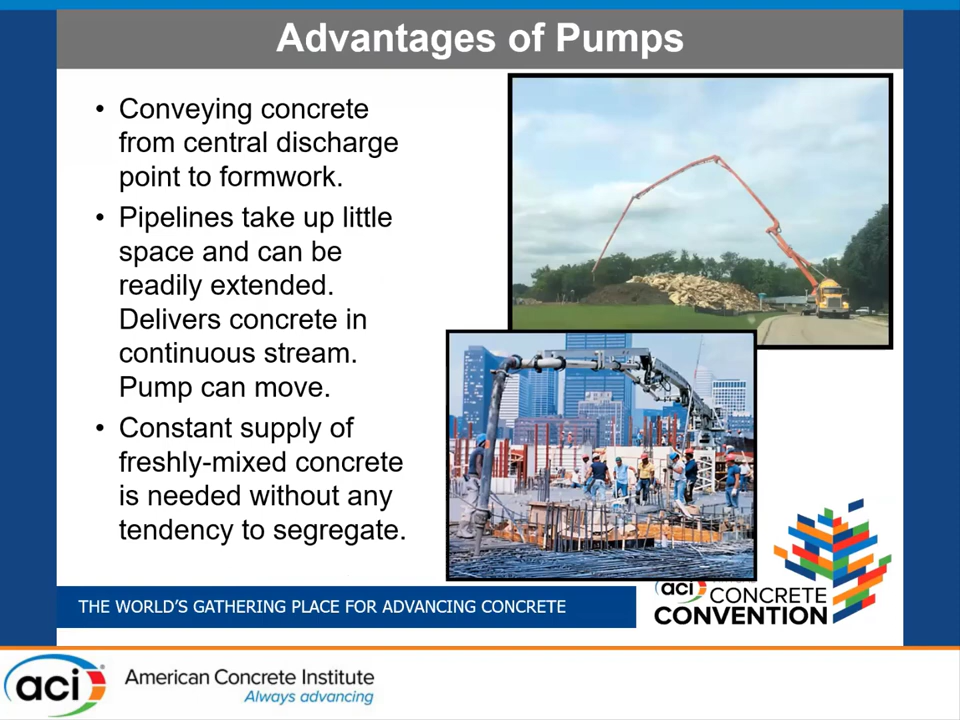 Advantages of Pumps
• Conveying concrete
from central discharge
point to formwork.
• Pipelines take up little
space and can be
readily extended.
Delivers concrete in
continuous stream.
Pump can move.
• Constant supply of
freshly-mixed concrete
is needed without any
tendency to segregate.
THE WORLD'S GATHERING PLACE FOR ADVANCING CONCRETE
aci
CONCRETE
CONVENTION
aci
American Concrete Institute
Always advancing